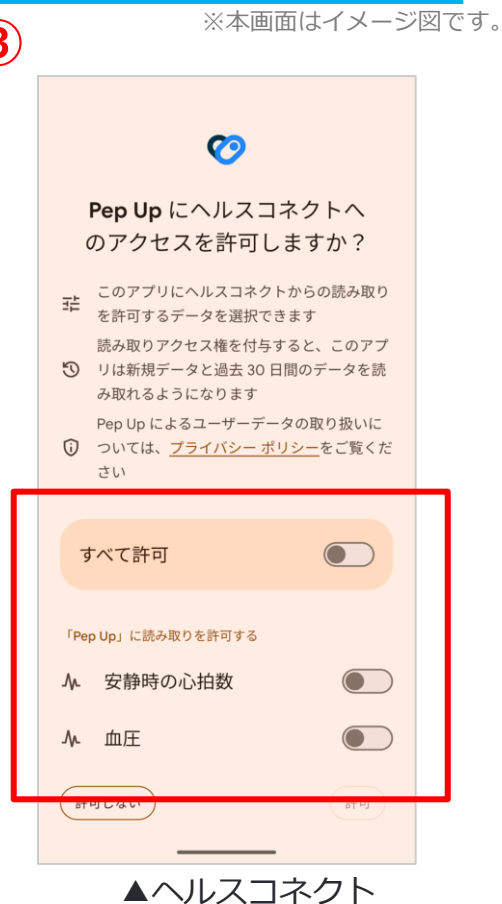 ※本画面はイメージ図です。
③
Pep Up にヘルスコネクトへ
のアクセスを許可しますか？
このアプリにヘルスコネクトからの読み取り
を許可するデータを選択できます
読み取りアクセス権を付与すると、このアプ
リは新規データと過去 30 日間のデータを読
み取れるようになります
Pep Up によるユーザーデータの取り扱いに
ついては、プライバシー ポリシーをご覧くだ
さい
すべて許可
「Pep Up」に読み取りを許可する
安静時の心拍数
血圧
許可しない 許可
▲ヘルスコネクト